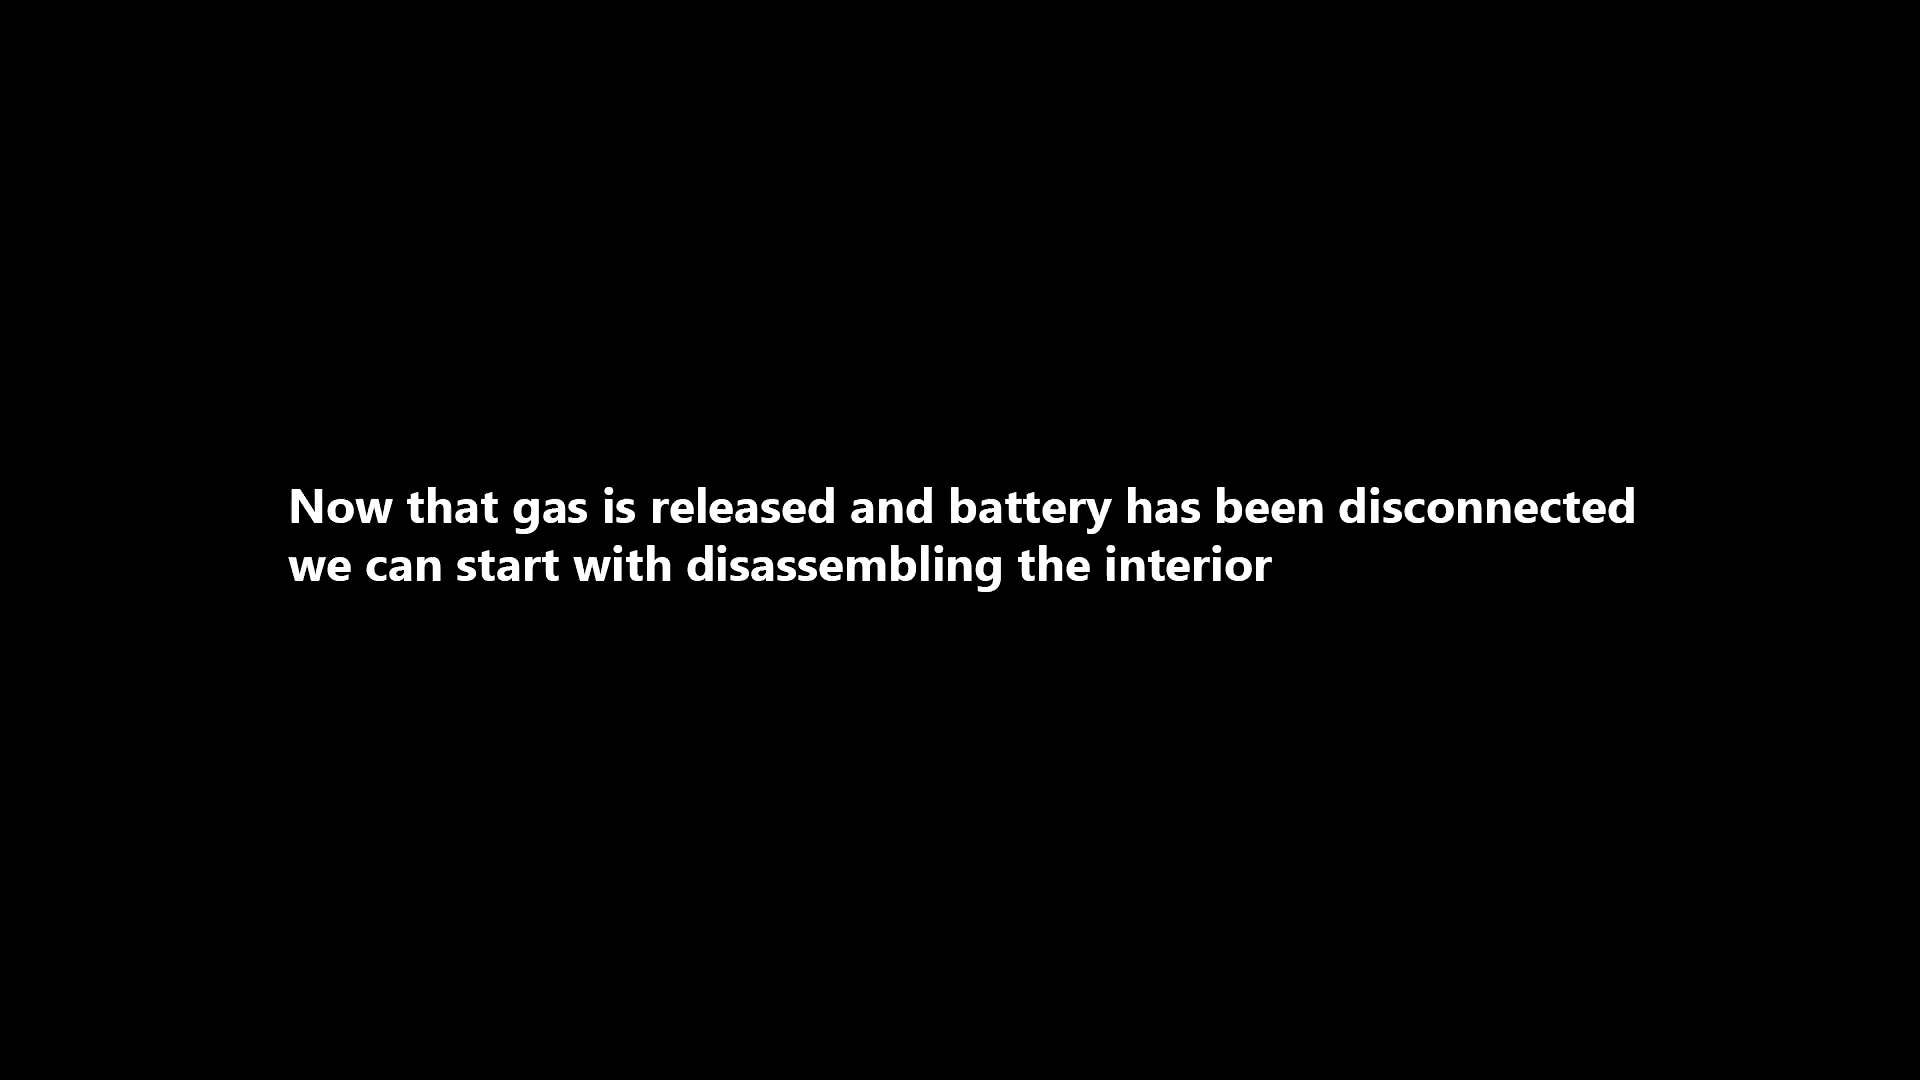 Now that gas is released and battery has been disconnected
we can start with disassembling the interior